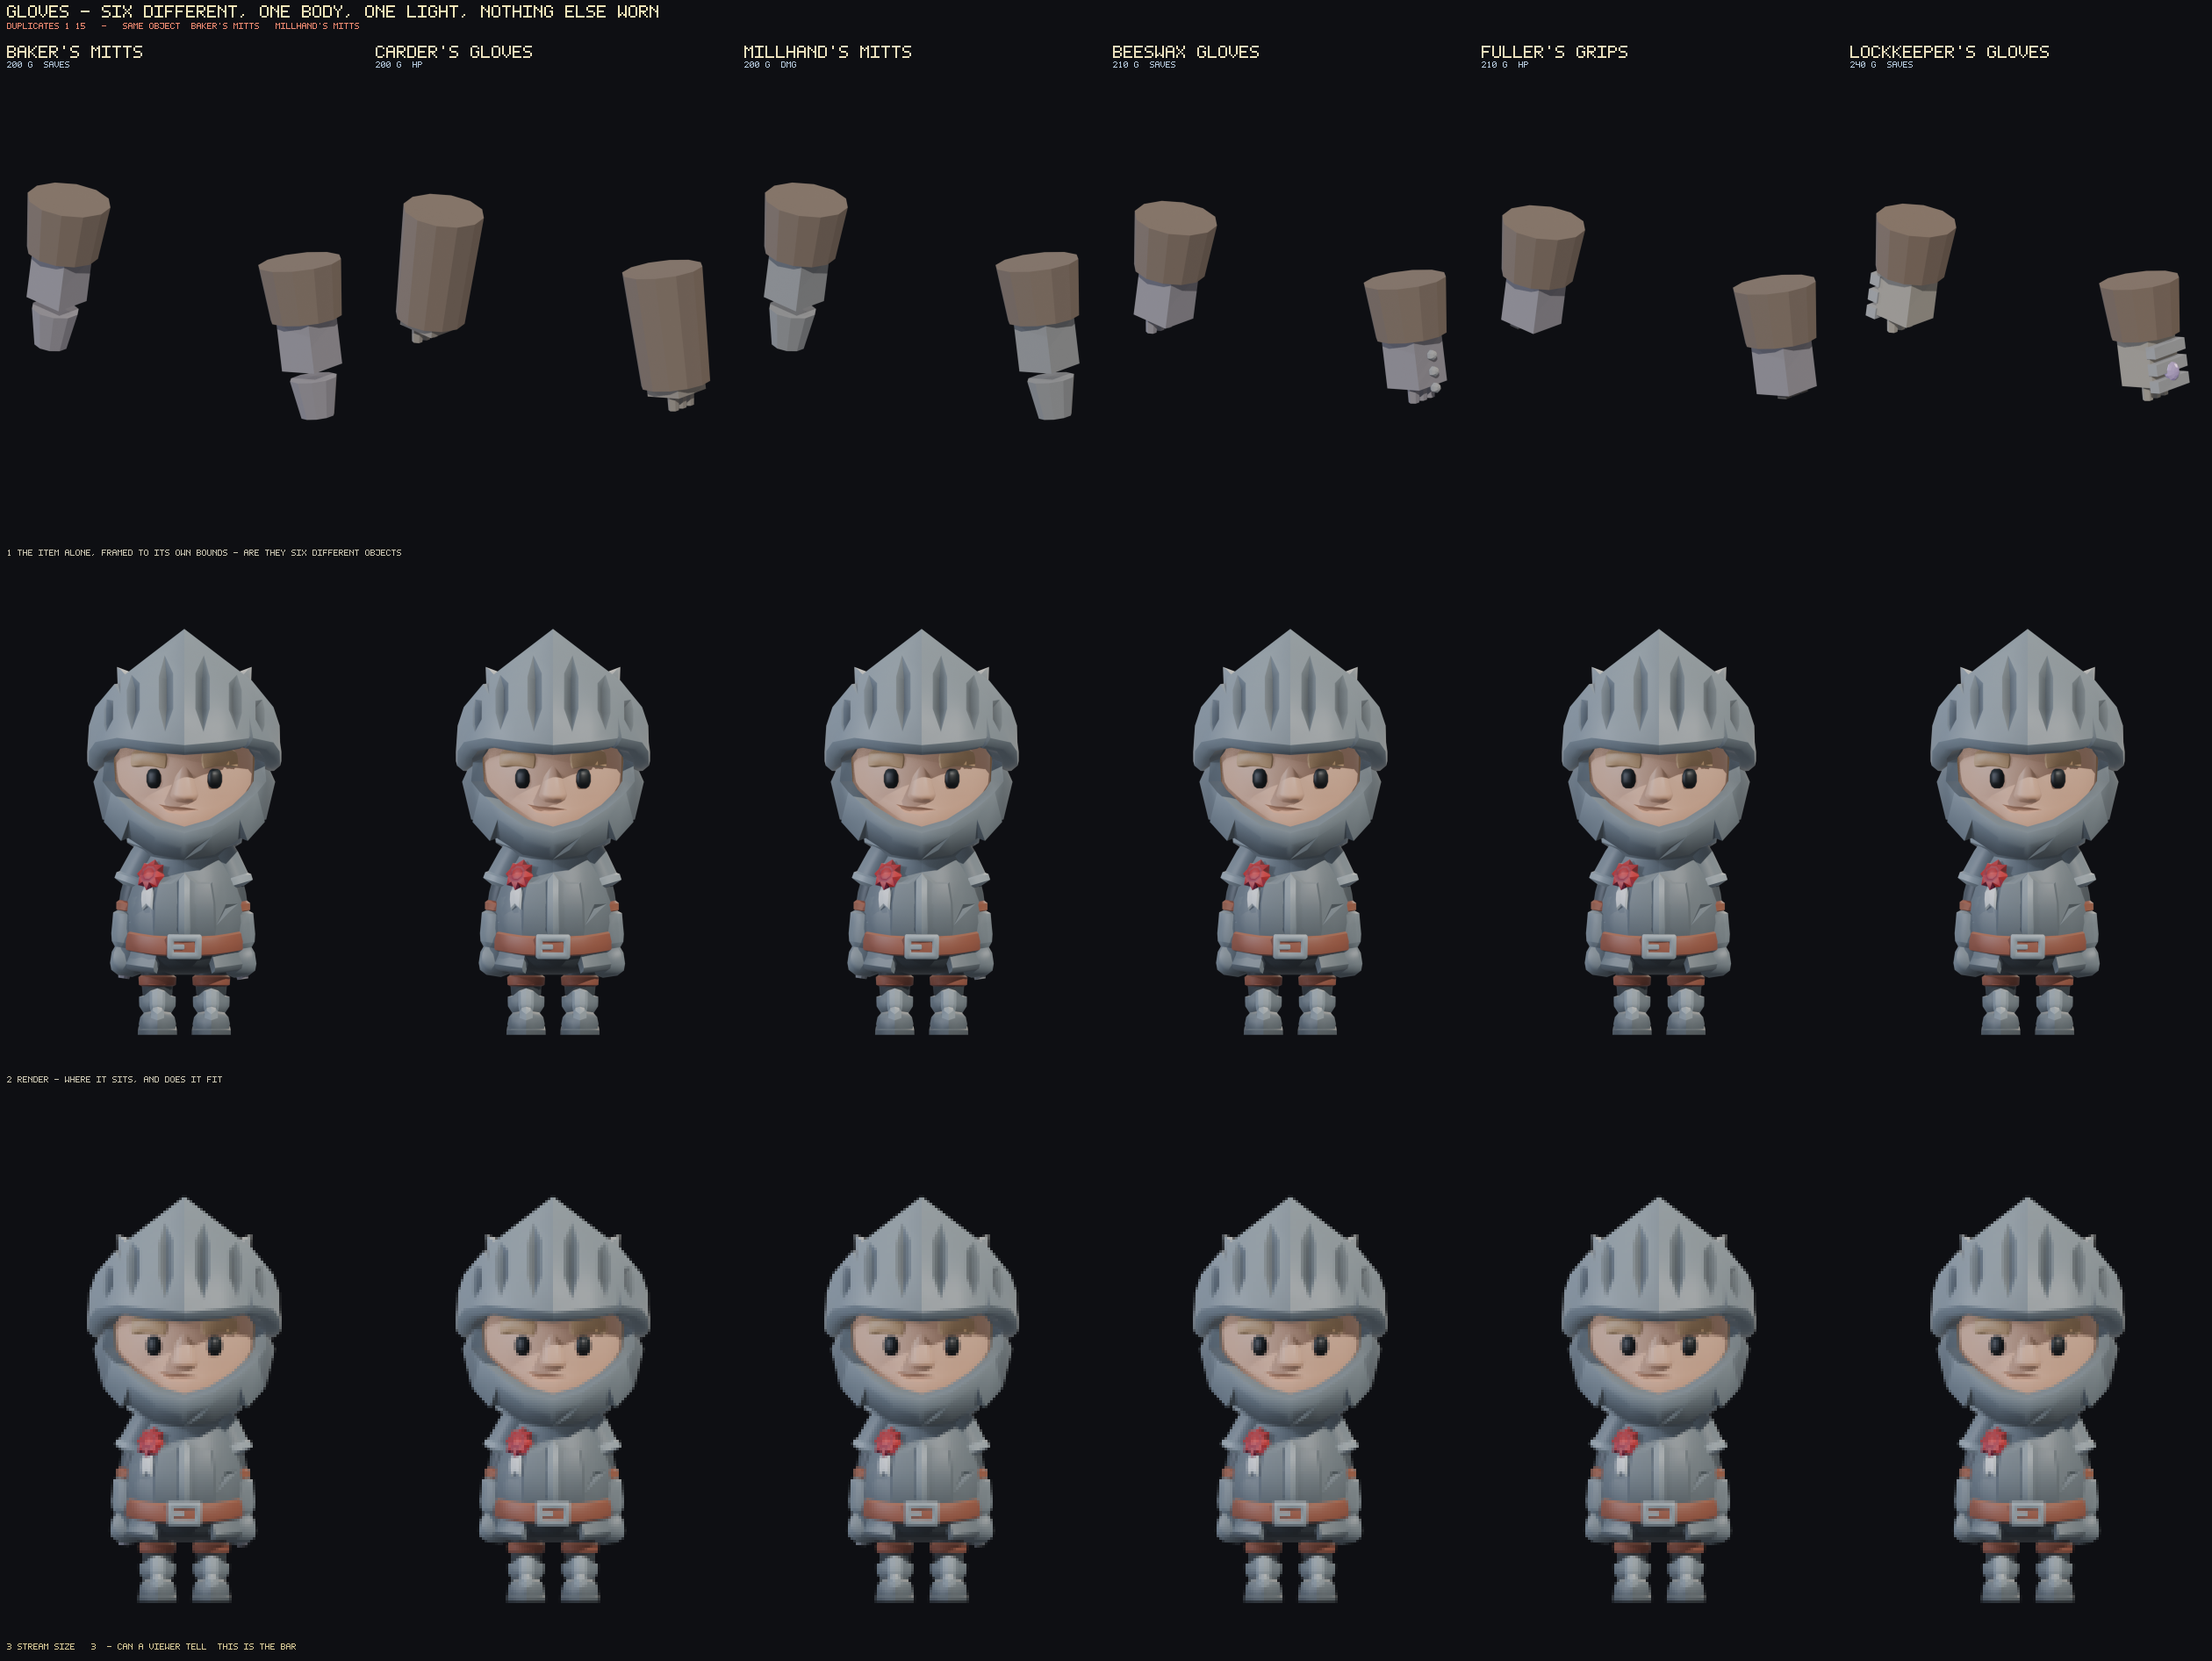 GLOVES - SIX DIFFERENT, ONE BODY, ONE LIGHT, NOTHING ELSE WORN
DUPLICATES 1 15 - SAME OBJECT BAKER'S MITTS MILLHAND'S MITTS
BAKER'S MITTS
200 G SAVES
CARDER'S GLOVES
200 G HP
MILLHAND'S MITTS
200 G DMG
BEESWAX GLOVES
210 G SAVES
FULLER'S GRIPS
210 G HP
LOCKKEEPER'S GLOVES
240 G SAVES
1 THE ITEM ALONE, FRAMED TO ITS OWN BOUNDS - ARE THEY SIX DIFFERENT OBJECTS
2 RENDER - WHERE IT SITS, AND DOES IT FIT
3 STREAM SIZE 3 - CAN A VIEWER TELL THIS IS THE BAR